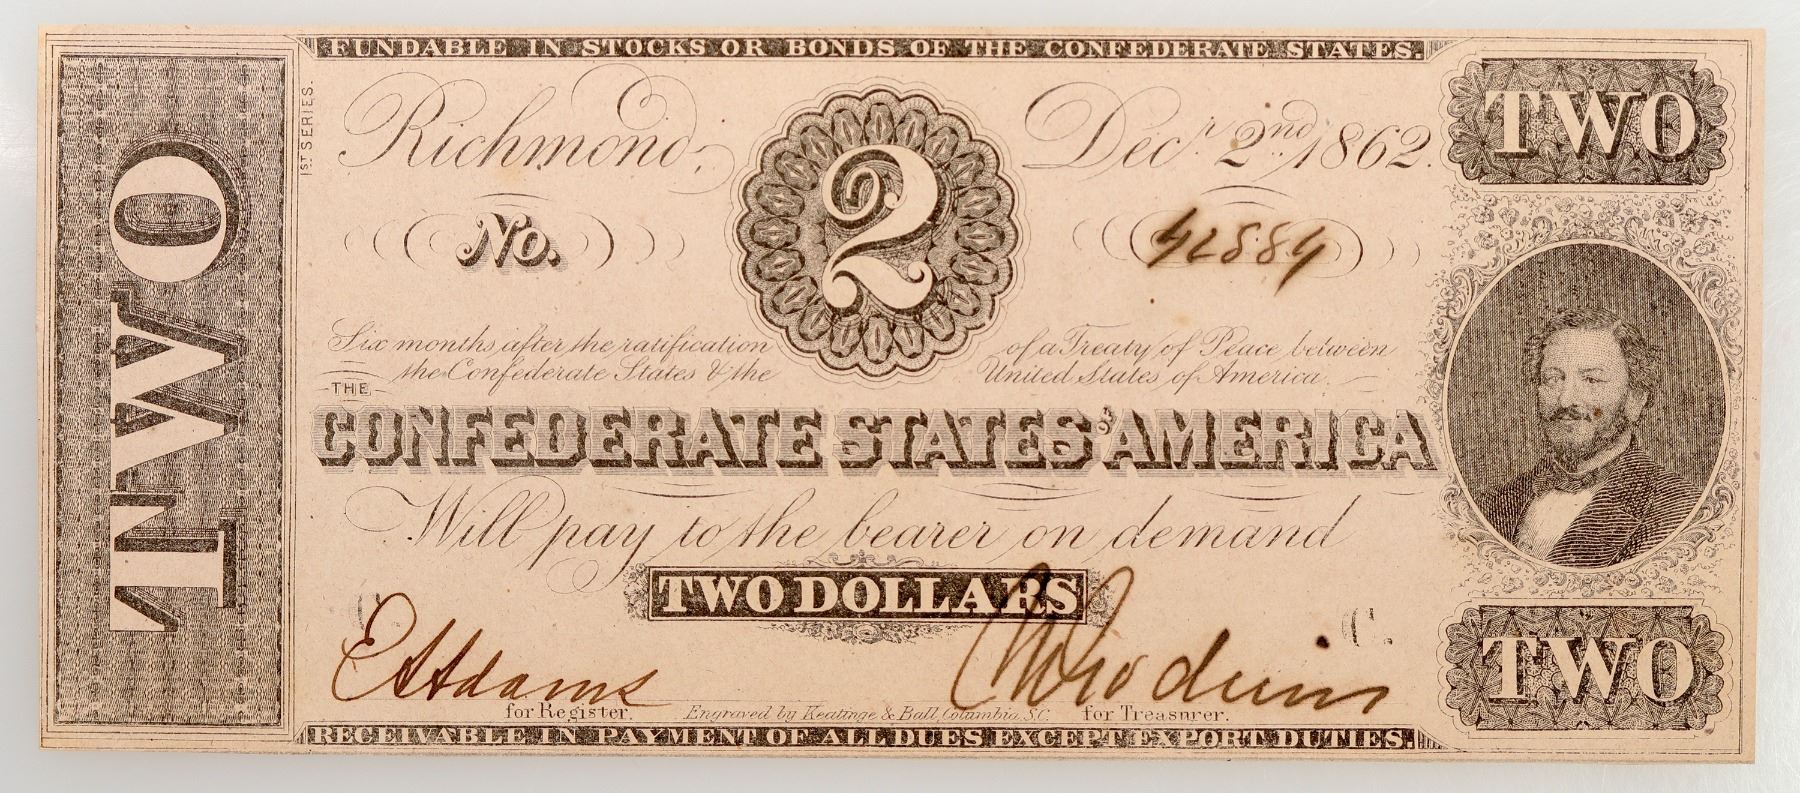 FUNDABLE IN STOCKS OR BONDS OF THE CONFEDERATE STATES.
TWO
1ST SERIES.
Richmond, Decr. 2nd, 1862.
2
TWO
No. 42884
Six months after the ratification of a Treaty of Peace between
the Confederate States & the United States of America.
THE
CONFEDERATE STATES OF AMERICA
Will pay to the bearer on demand
TWO DOLLARS
C. C.
E A Adams
for Register. Engraved by Keatinge & Ball, Columbia, S.C. for Treasurer.
TWO
RECEIVABLE IN PAYMENT OF ALL DUES EXCEPT EXPORT DUTIES.